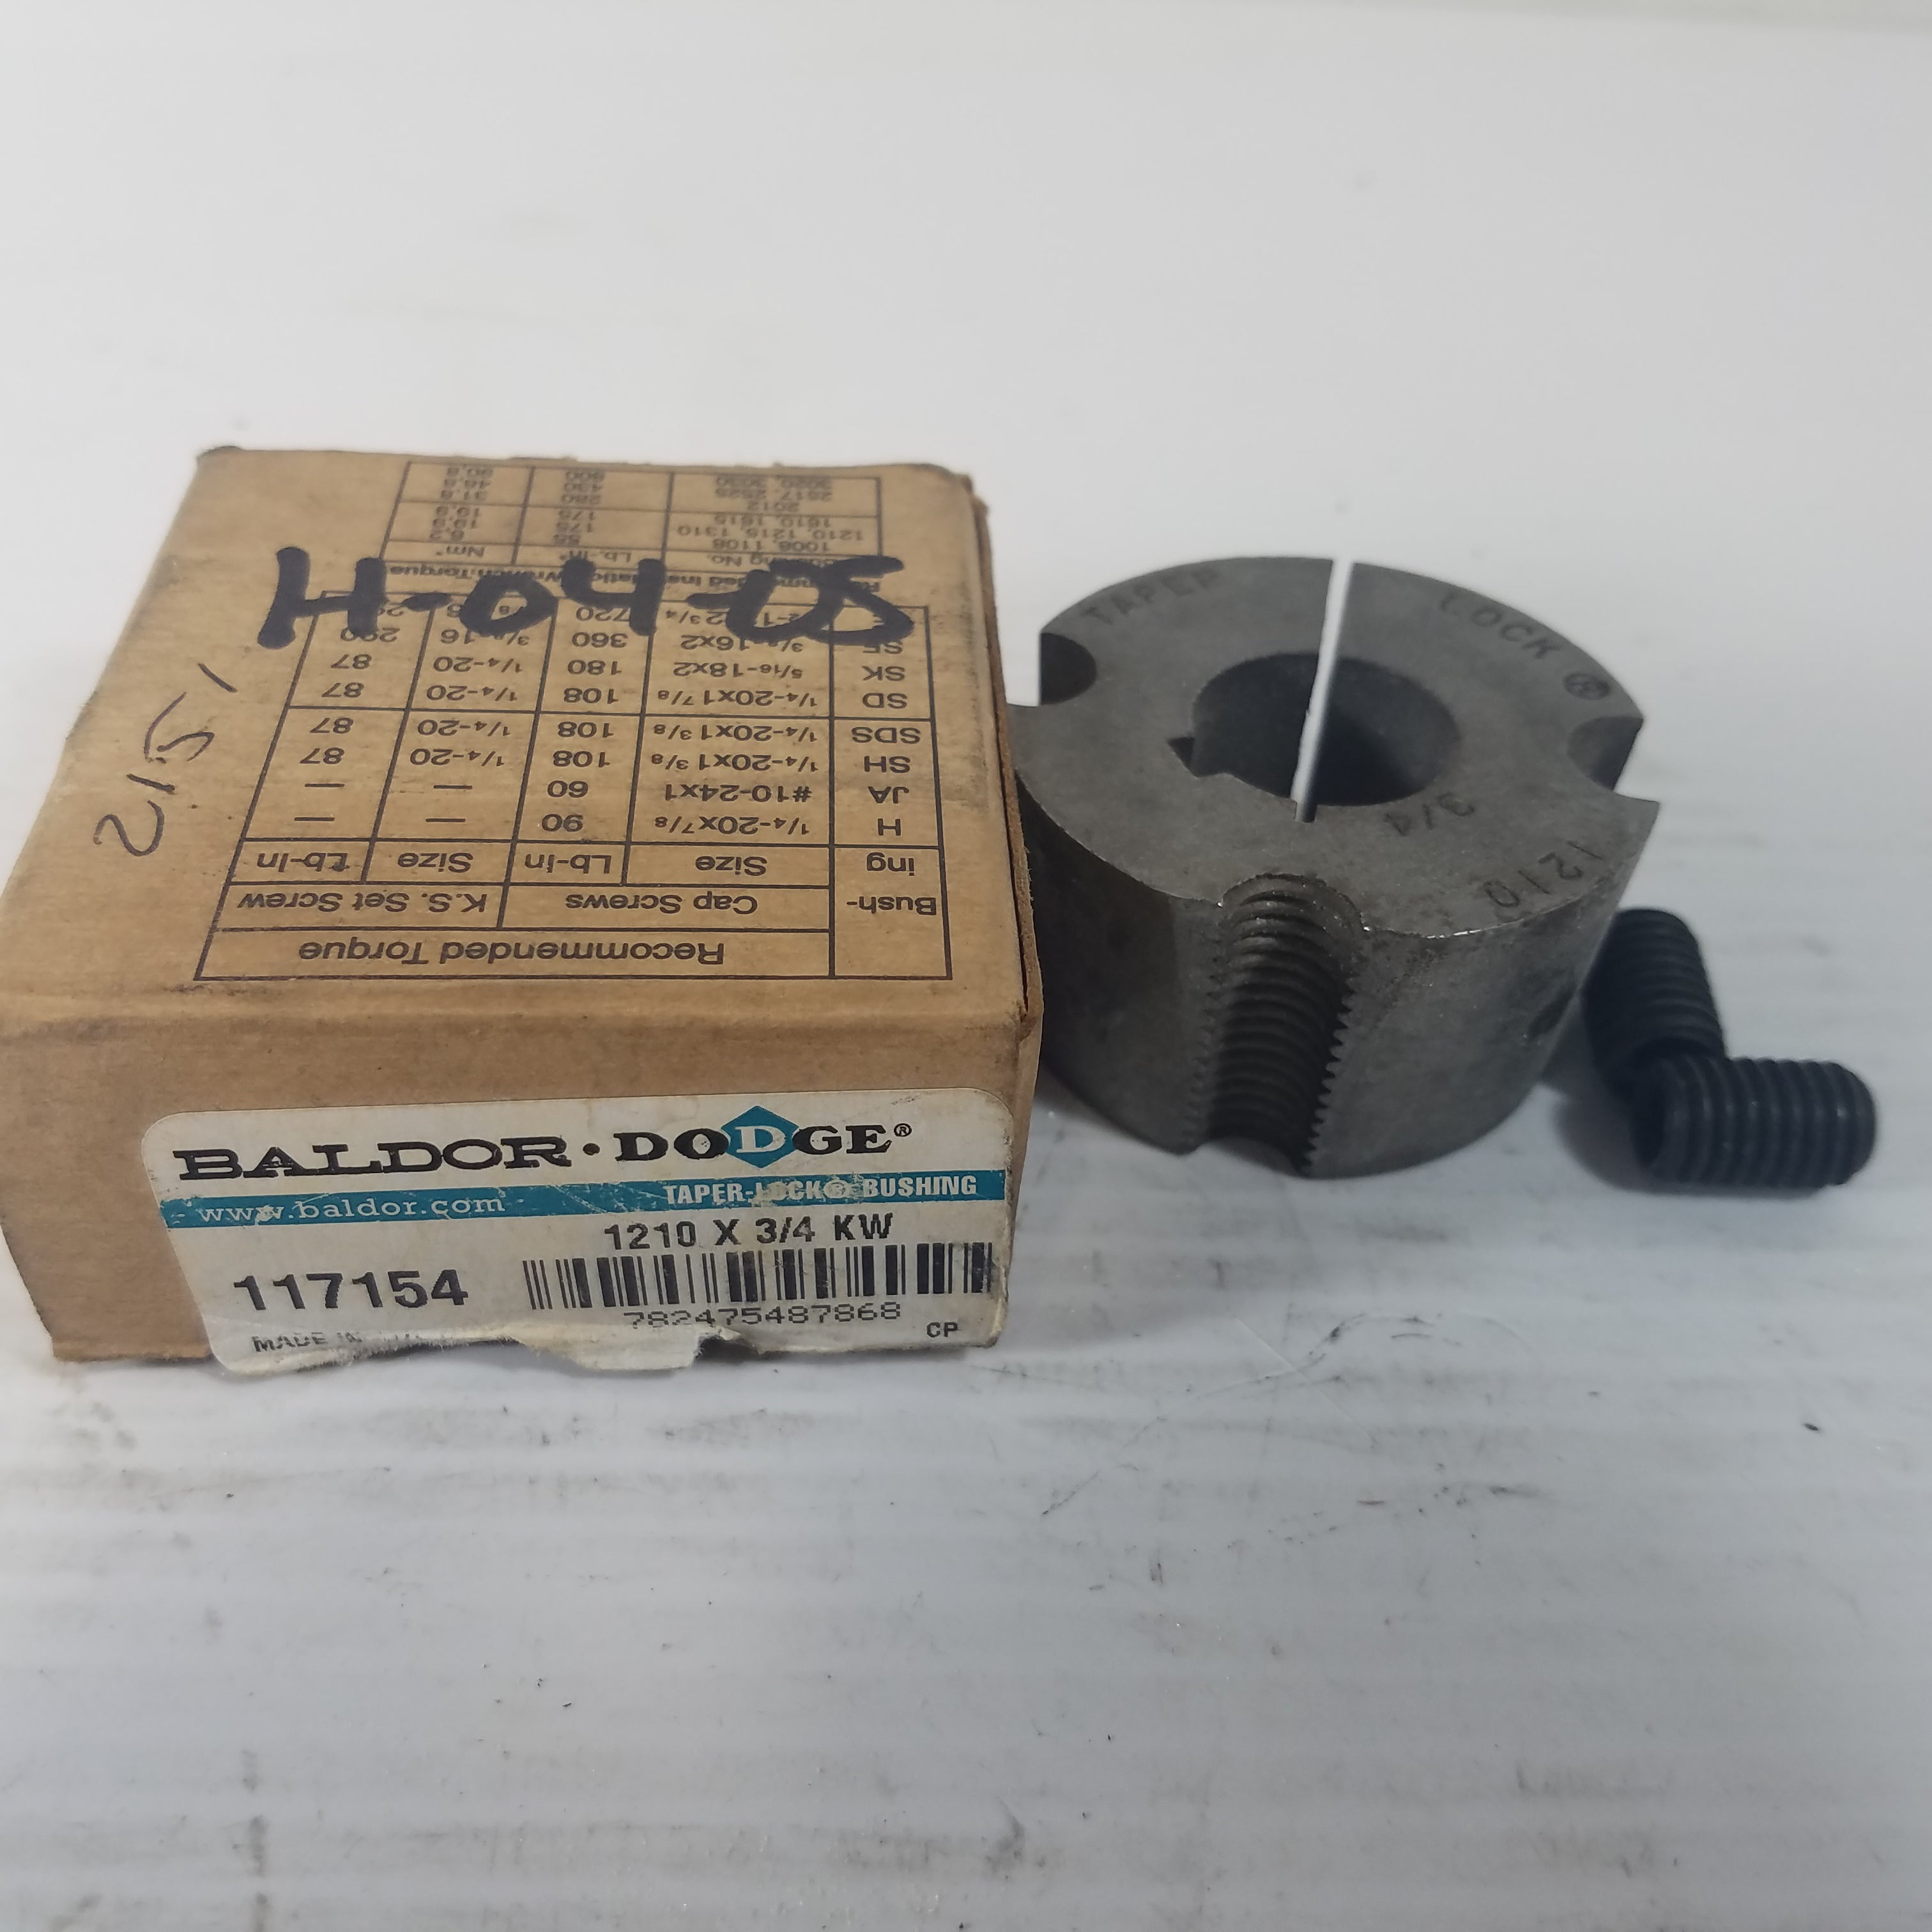 H-04-05
2151
Recommended Torque
Bush-
ing
Cap Screws
K.S. Set Screw
Size Lb-In Size Lb-In
H 1/4-20x7/8 90 — —
JA #10-24x1 60 — —
SH 1/4-20x1 3/8 108 1/4-20 87
SDS 1/4-20x1 3/8 108 1/4-20 87
SD 1/4-20x1 7/8 108 1/4-20 87
SK 5/16-18x2 180 1/4-20 87
SF 3/8-16x2 360
720
Lb.-In* Nm*
1008, 1108 55 6,2
1210, 1215, 1310 175 19,9
1610, 1615 175 19,9
2012 280 31,8
2517, 2525 430 48,8
3020, 3030 800 90,8
BALDOR·DODGE®
www.baldor.com TAPER-LOCK® BUSHING
1210 X 3/4 KW
117154
782475487868
MADE IN
CP
TAPER LOCK ®
3/4
1210